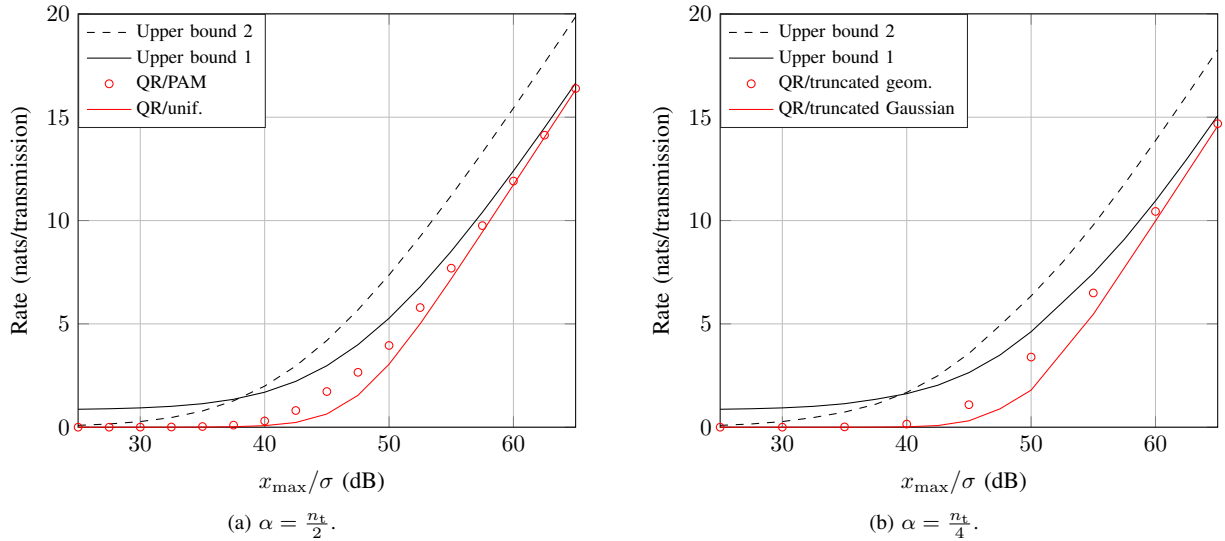 20
15
10
5
0
30
40
50
60
Rate (nats/transmission)
x_max/σ (dB)
Upper bound 2
Upper bound 1
QR/PAM
QR/unif.
(a) α = n_t/2.
20
15
10
5
0
30
40
50
60
Rate (nats/transmission)
x_max/σ (dB)
Upper bound 2
Upper bound 1
QR/truncated geom.
QR/truncated Gaussian
(b) α = n_t/4.